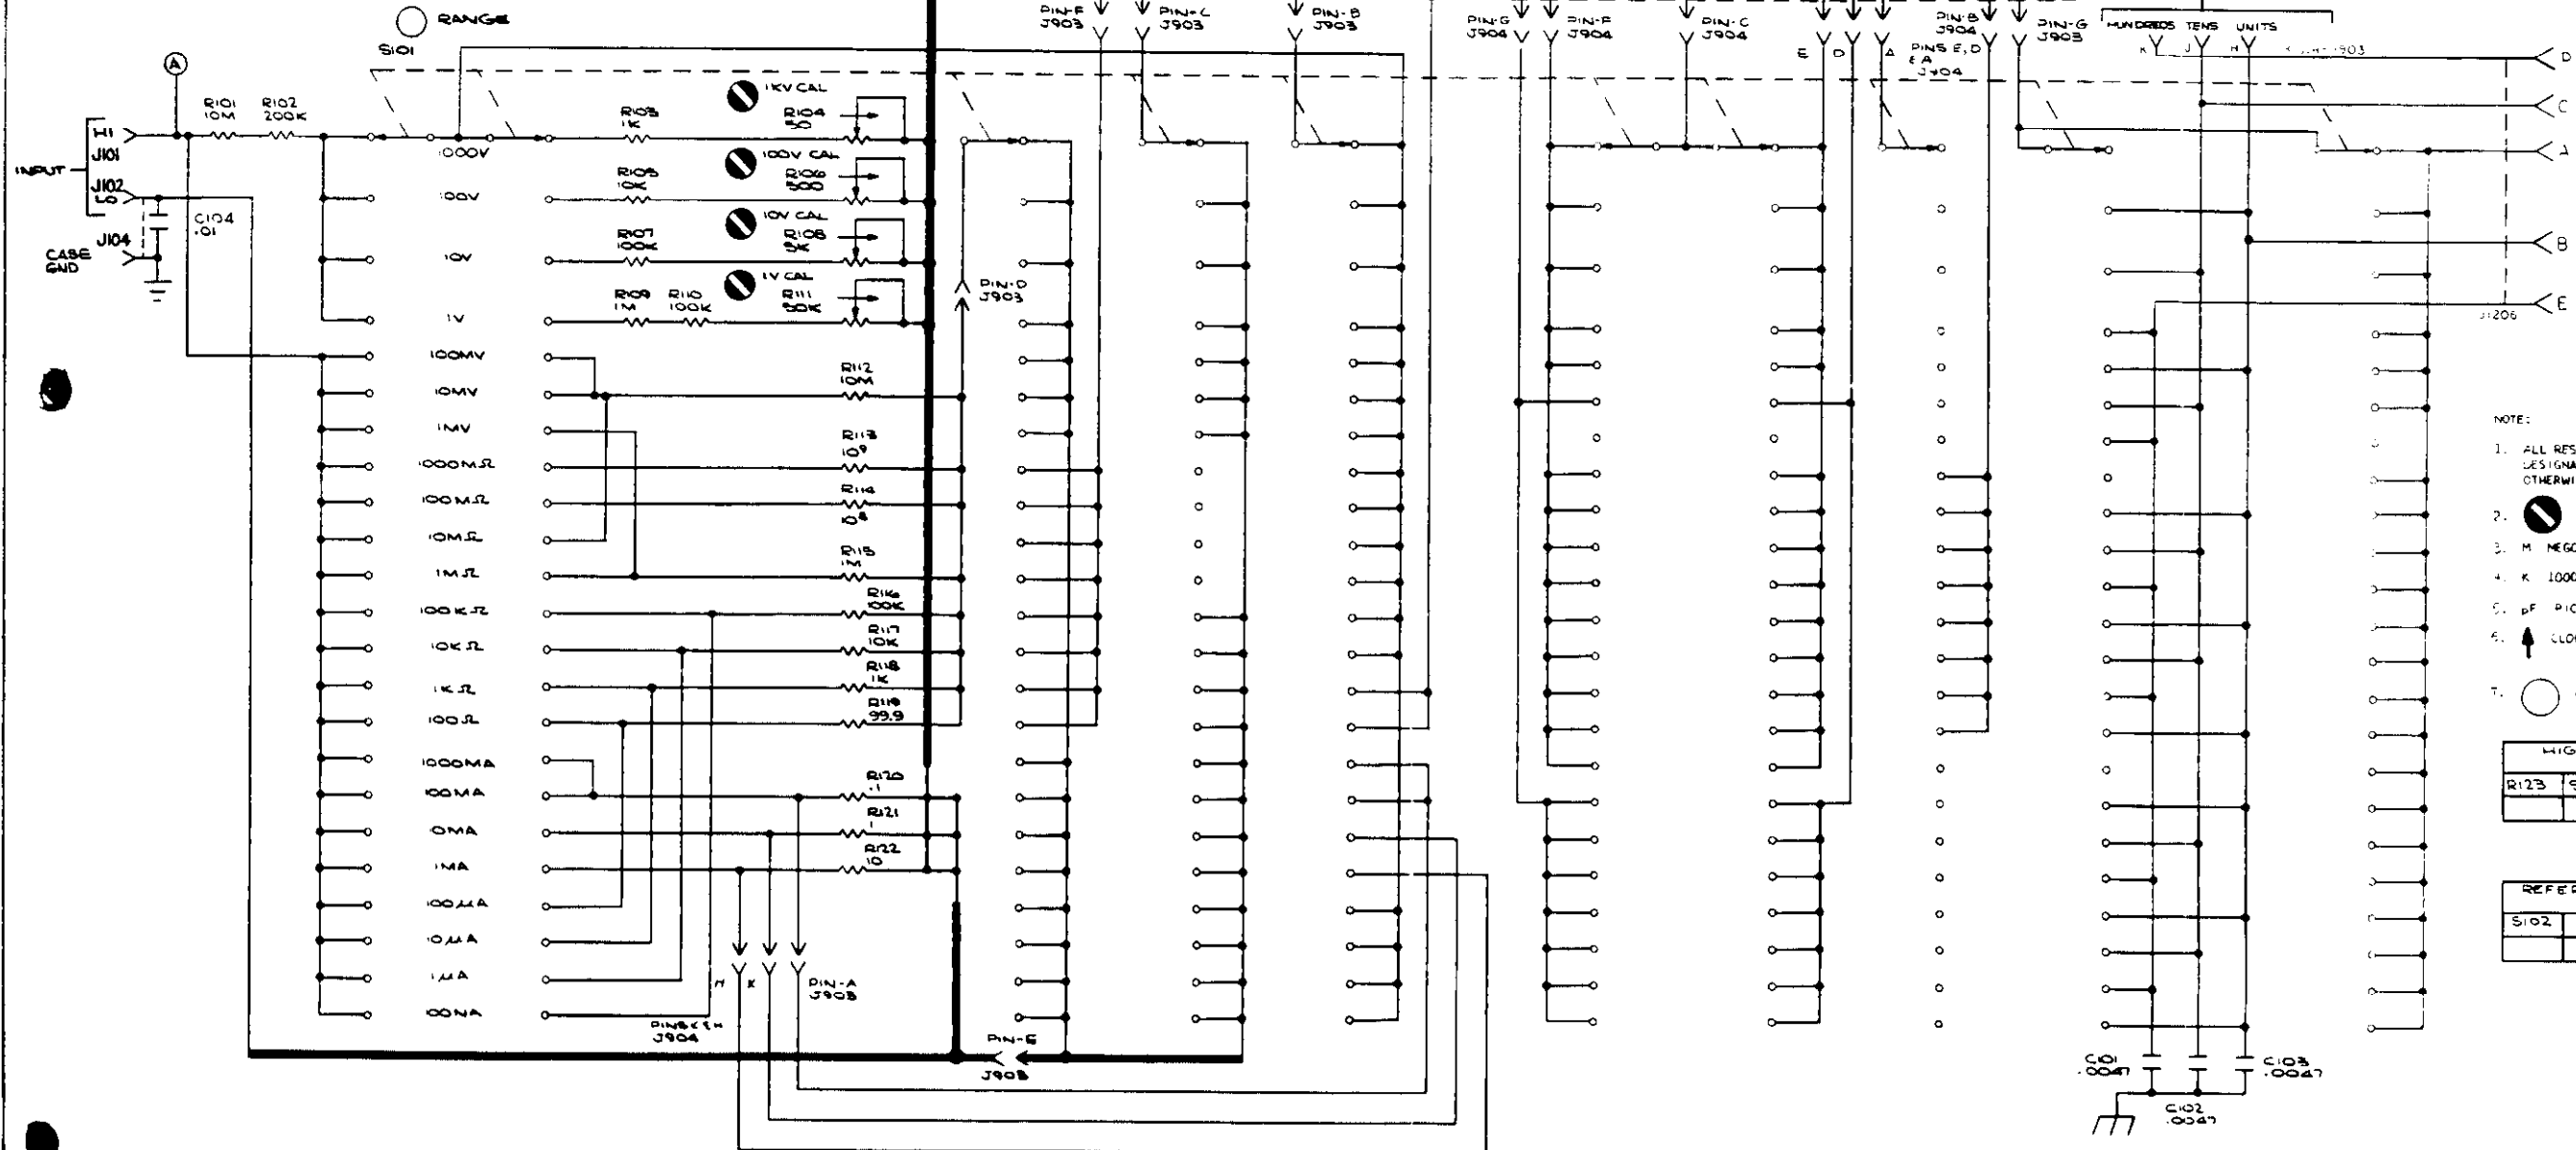 RANGE
S101
A
R101
10M
R102
200K
HI
J101
INPUT
J102
LO
C104
.01
J104
CASE
GND
1000V
100V
10V
1V
100MV
10MV
1MV
1000MΩ
100MΩ
10MΩ
1MΩ
100KΩ
10KΩ
1KΩ
100Ω
1000MA
100MA
10MA
1MA
100µA
10µA
1µA
100NA
R103
1K
1KV CAL
R104
50
R105
10K
100V CAL
R106
500
R107
100K
10V CAL
R108
5K
R109
1M
R110
100K
1V CAL
R111
50K
R112
10M
R113
10⁹
R114
10⁸
R115
1M
R116
100K
R117
10K
R118
1K
R119
99.9
R120
.1
R121
1
R122
10
H K
PIN-A
J903
PINS K & H
J904
PIN-E
J903
PIN-D
J903
PIN-F
J903
PIN-C
J903
PIN-B
J903
PIN-G
J904
PIN-F
J904
PIN-C
J904
E D A
PINS E, D
& A
J904
PIN-B
J904
PIN-G
J903
HUNDREDS TENS UNITS
K J H
D
C
A
B
E
J1206
C101
.0047
C102
.0047
C103
.0047
NOTE:
1. ALL RES
DESIGNA
OTHERWI
2.
3. M MEGO
4. K 1000
5. pF PIC
6. CLO
7.
HIG
R123 S
REFER
S102